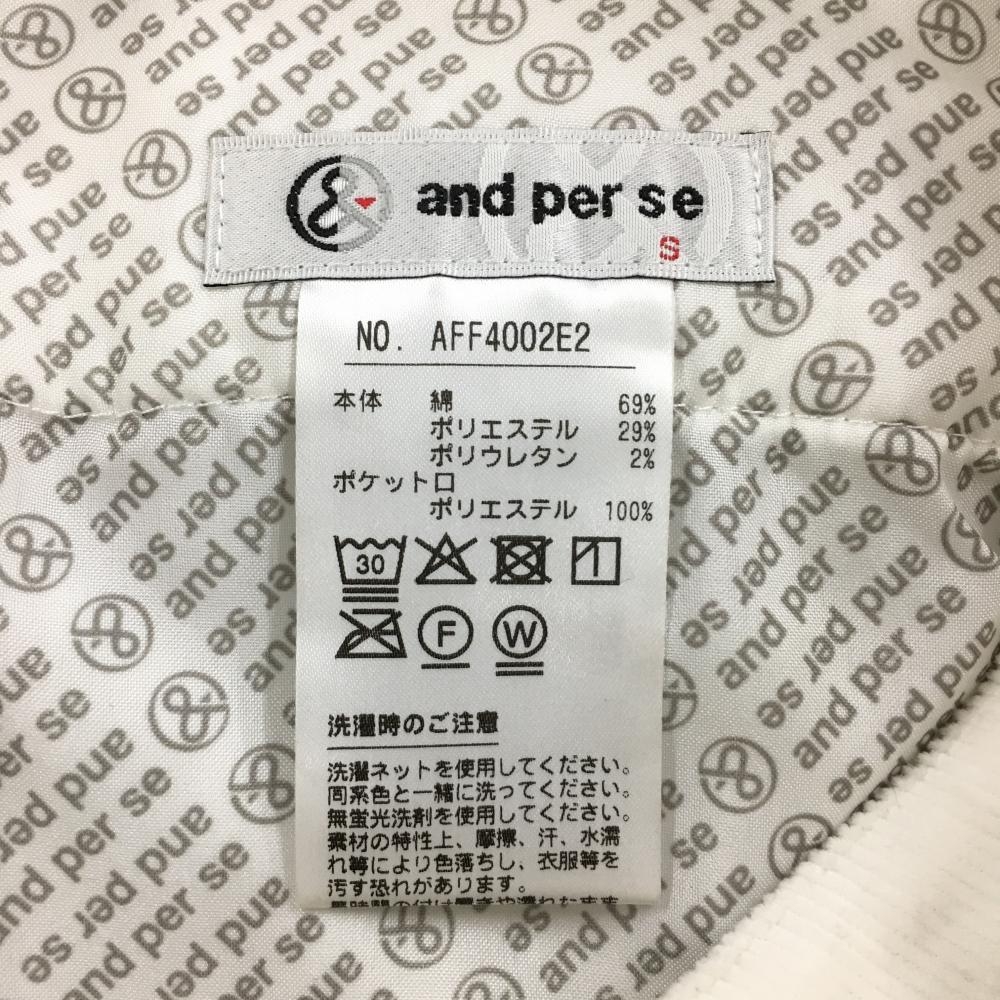 and per se
S
NO. AFF4002E2
本体 綿 69%
ポリエステル 29%
ポリウレタン 2%
ポケット口
ポリエステル 100%
30
F W
洗濯時のご注意
洗濯ネットを使用してください。
同系色と一緒に洗ってください。
無蛍光洗剤を使用してください。
素材の特性上、摩擦、汗、水濡
れ等により色落ちし、衣服等を
汚す恐れがあります。